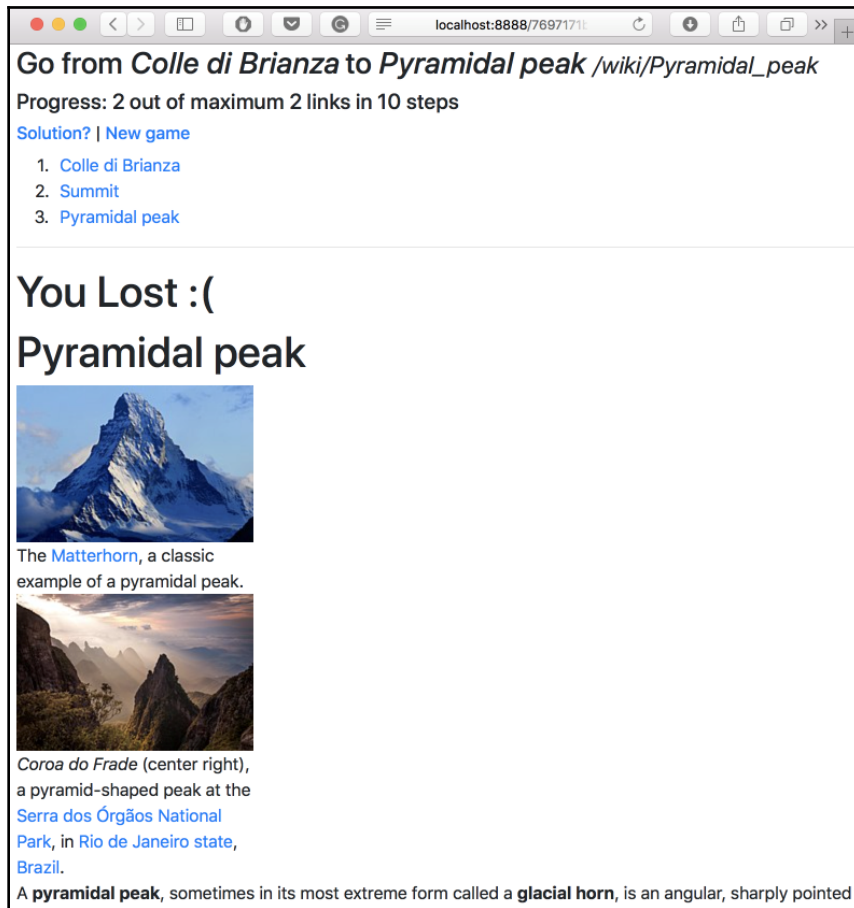 localhost:8888/7697171
Go from Colle di Brianza to Pyramidal peak /wiki/Pyramidal_peak
Progress: 2 out of maximum 2 links in 10 steps
Solution? | New game
1. Colle di Brianza
2. Summit
3. Pyramidal peak
You Lost :(
Pyramidal peak
The Matterhorn, a classic
example of a pyramidal peak.
Coroa do Frade (center right),
a pyramid-shaped peak at the
Serra dos Órgãos National
Park, in Rio de Janeiro state,
Brazil.
A pyramidal peak, sometimes in its most extreme form called a glacial horn, is an angular, sharply pointed